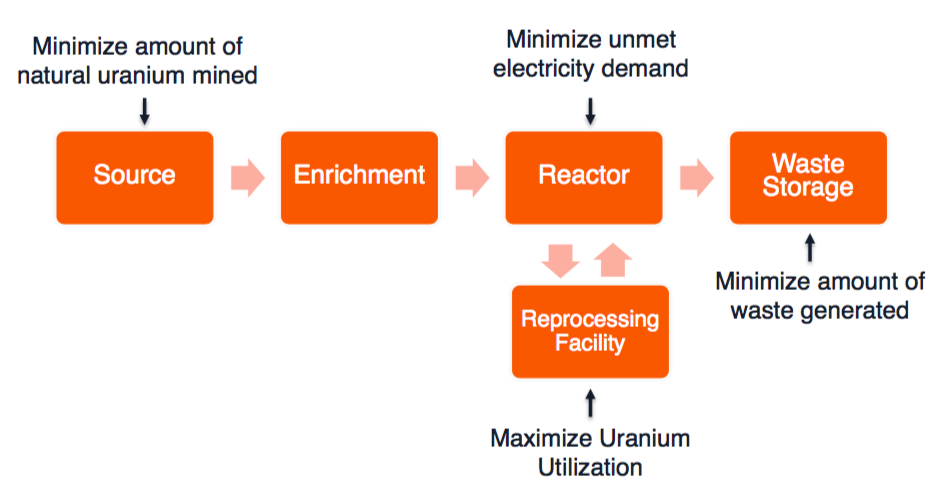 Minimize amount of
natural uranium mined
Minimize unmet
electricity demand
Source
Enrichment
Reactor
Waste
Storage
Minimize amount of
waste generated
Reprocessing
Facility
Maximize Uranium
Utilization